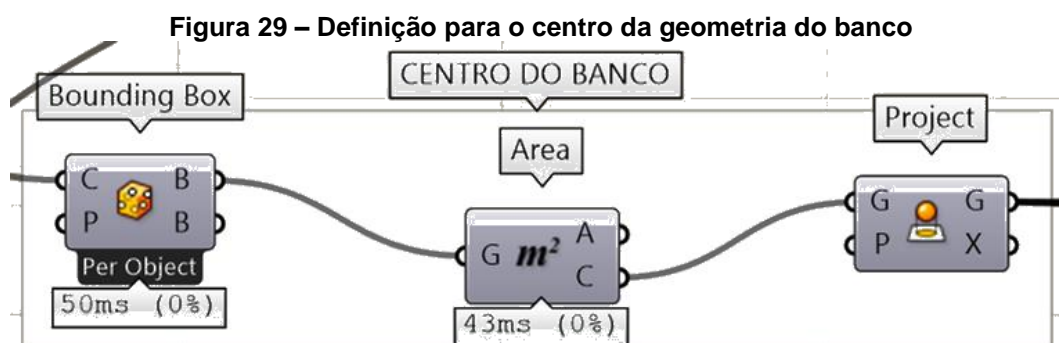 Figura 29 – Definição para o centro da geometria do banco
CENTRO DO BANCO
Bounding Box
C B
P B
Per Object
50ms (0%)
Area
G m² A
C
43ms (0%)
Project
G G
P X